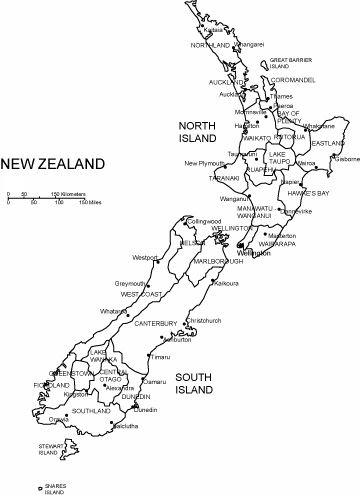 Kaitaia
NORTHLAND
Whangarei
GREAT BARRIER
ISLAND
AUCKLAND
COROMANDEL
Auckland
Thames
Paeroa
Morrinsville
BAY OF
PLENTY
NORTH
ISLAND
Hamilton
Whakatane
WAIKATO
ROTORUA
EASTLAND
NEW ZEALAND
Taumarunui
LAKE
TAUPO
Gisborne
New Plymouth
Wairoa
RUAPEHU
TARANAKI
Napier
0 50 150 Kilometers
0 50 100 150 Miles
HAWKE'S BAY
Wanganui
MANAWATU
WANGANUI
Dannevirke
Collingwood
WELLINGTON
Masterton
NELSON
WAIRARAPA
Wellington
Westport
MARLBOROUGH
Greymouth
Kaikoura
WEST COAST
Whataroa
Christchurch
CANTERBURY
Ashburton
LAKE
WANAKA
Timaru
QUEENSTOWN
CENTRAL
OTAGO
SOUTH
ISLAND
FIORDLAND
Oamaru
Alexandra
Kingston
DUNEDIN
SOUTHLAND
Dunedin
Balclutha
STEWART
ISLAND
SNARES
ISLAND